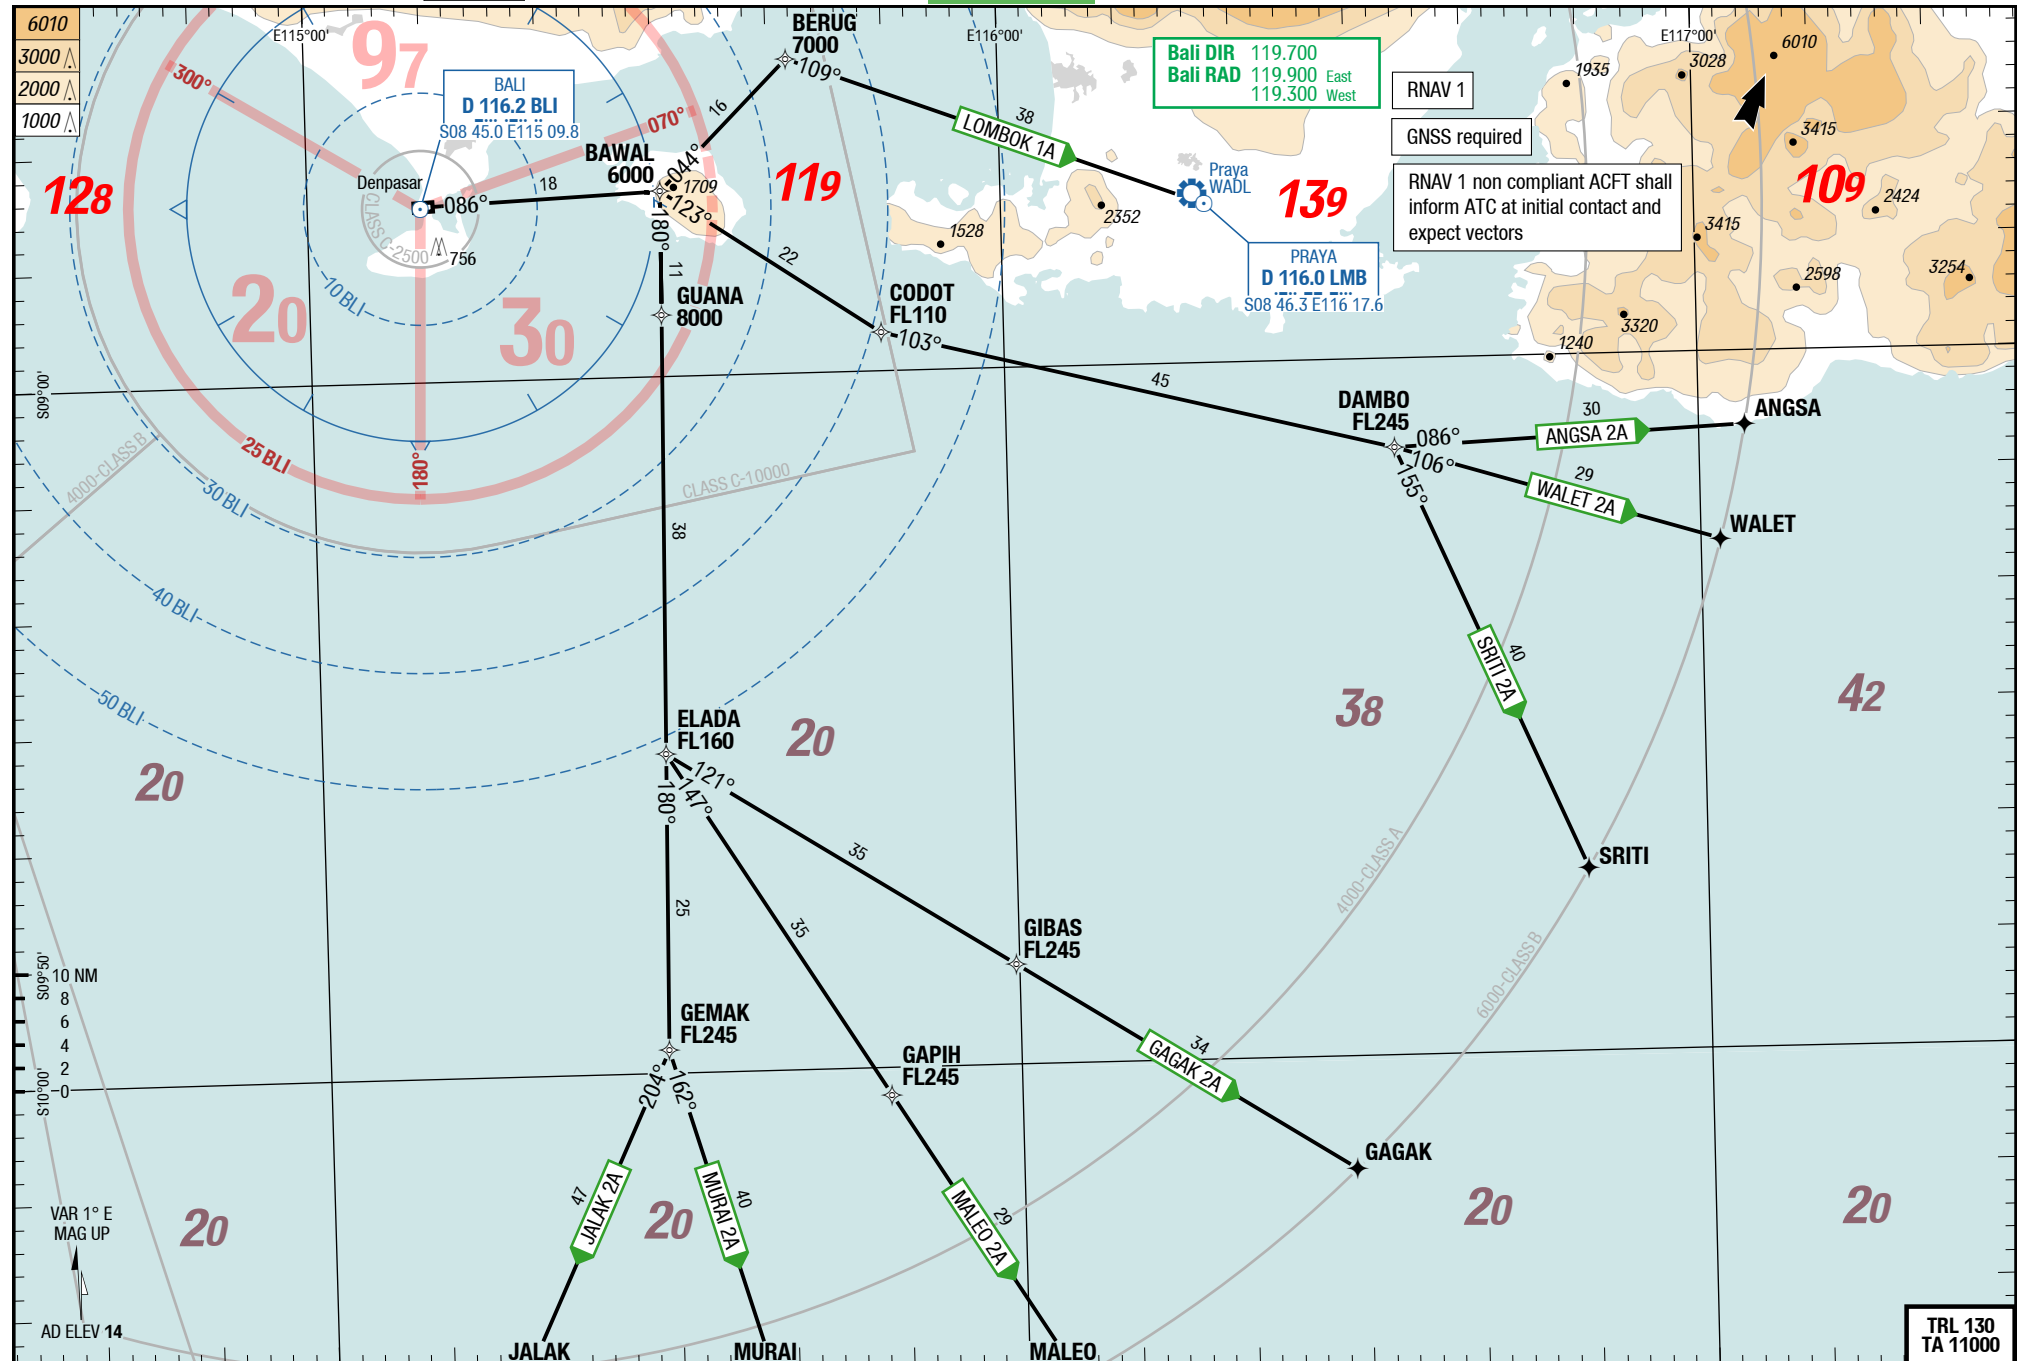 6010
3000
2000
1000
E115°00'
97
300°
BALI
D 116.2 BLI
S08 45.0 E115 09.8
070°
BERUG
7000
109°
16
BAWAL
6000
044°
1709
123°
180°
18
086°
Denpasar
CLASS C-2500
756
10 BLI
128
20
30
119
E116°00'
38
LOMBOK 1A
Bali DIR 119.700
Bali RAD 119.900 East
119.300 West
RNAV 1
GNSS required
RNAV 1 non compliant ACFT shall
inform ATC at initial contact and
expect vectors
Praya
WADL
PRAYA
D 116.0 LMB
S08 46.3 E116 17.6
139
2352
1528
E117°00'
1935
3028
6010
3415
109
2424
3415
2598
3254
3320
1240
11
GUANA
8000
22
CODOT
FL110
103°
45
S09°00'
4000-CLASS B
25 BLI
180°
30 BLI
CLASS C-10000
38
40 BLI
50 BLI
DAMBO
FL245
086°
30
ANGSA 2A
ANGSA
106°
29
WALET 2A
WALET
155°
40
SRITI 2A
SRITI
38
42
20
20
ELADA
FL160
121°
147°
180°
35
35
25
4000-CLASS A
6000-CLASS B
GIBAS
FL245
34
GAGAK 2A
GAGAK
S09°50'
10 NM
8
6
4
2
0
S10°00'
GEMAK
FL245
204°
162°
GAPIH
FL245
47
JALAK 2A
40
MURAI 2A
29
MALEO 2A
20
20
20
20
VAR 1° E
MAG UP
AD ELEV 14
JALAK
MURAI
MALEO
TRL 130
TA 11000